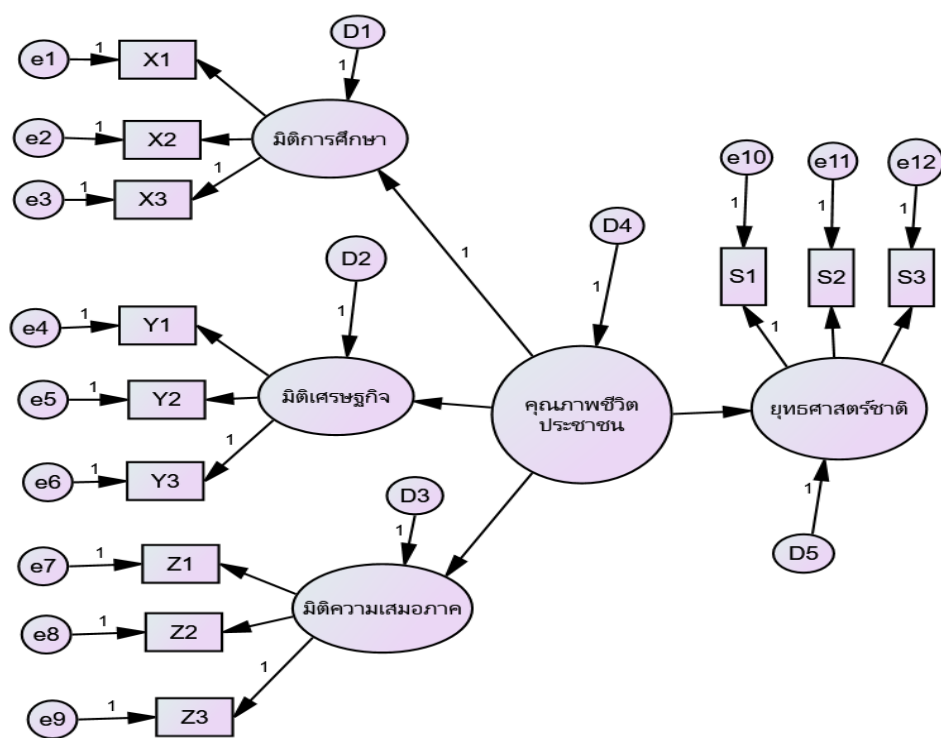 D1
1
e1
1
X1
e2
1
X2
มิติการศึกษา
e3
1
X3
1
e10
e11
e12
1
1
1
D2
1
D4
1
1
S1
S2
S3
e4
1
Y1
1
e5
1
Y2
มิติเศรษฐกิจ
คุณภาพชีวิต
ประชาชน
ยุทธศาสตร์ชาติ
1
e6
1
Y3
D3
1
1
D5
e7
1
Z1
มิติความเสมอภาค
e8
1
Z2
1
e9
1
Z3